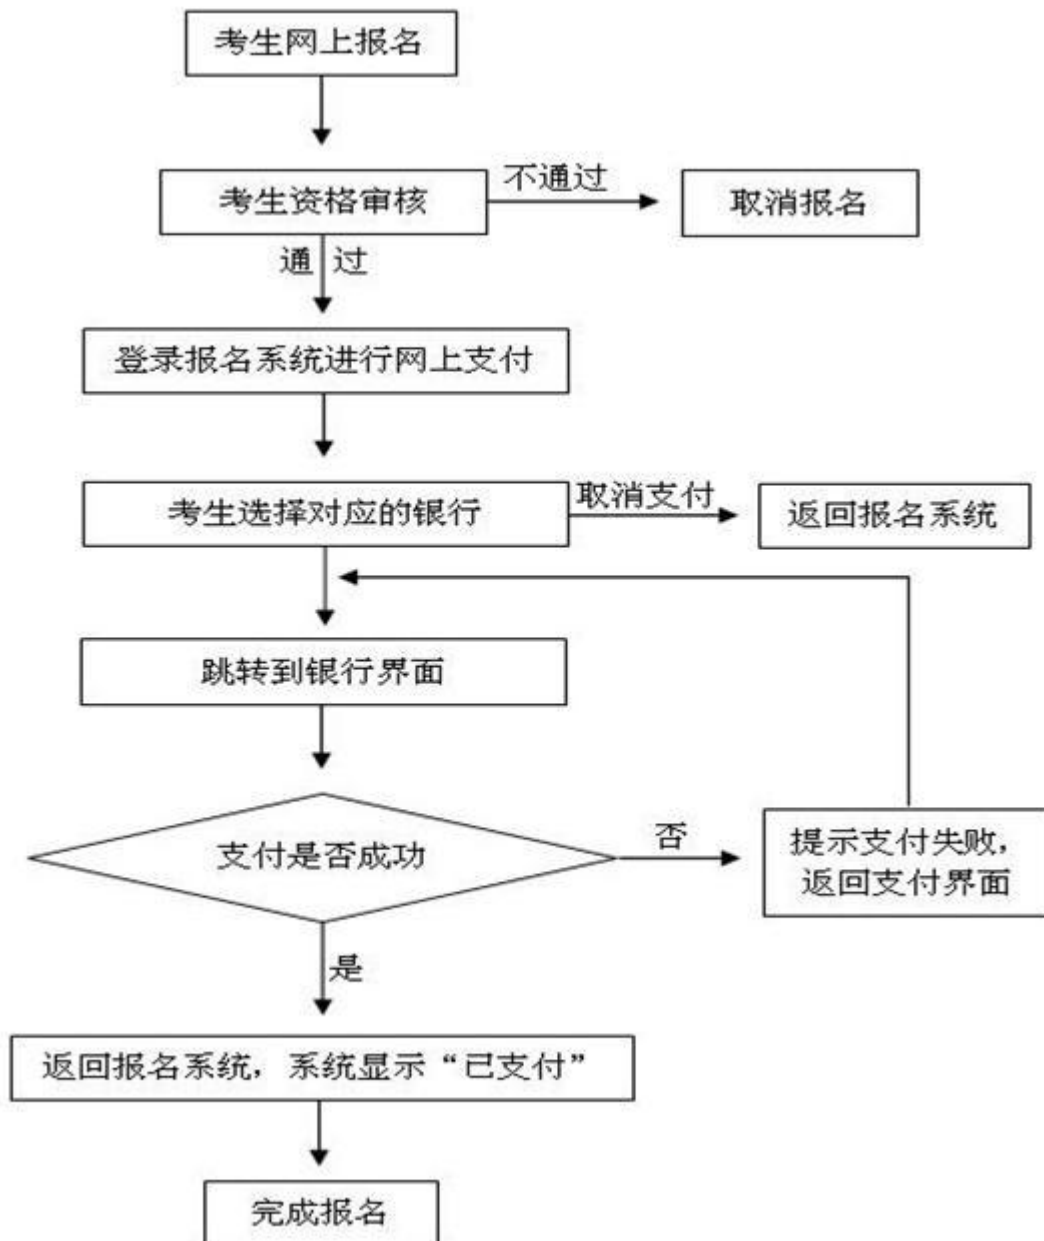 考生网上报名
考生资格审核
不通过
取消报名
通过
登录报名系统进行网上支付
考生选择对应的银行
取消支付
返回报名系统
跳转到银行界面
支付是否成功
否
提示支付失败，
返回支付界面
是
返回报名系统，系统显示“已支付”
完成报名